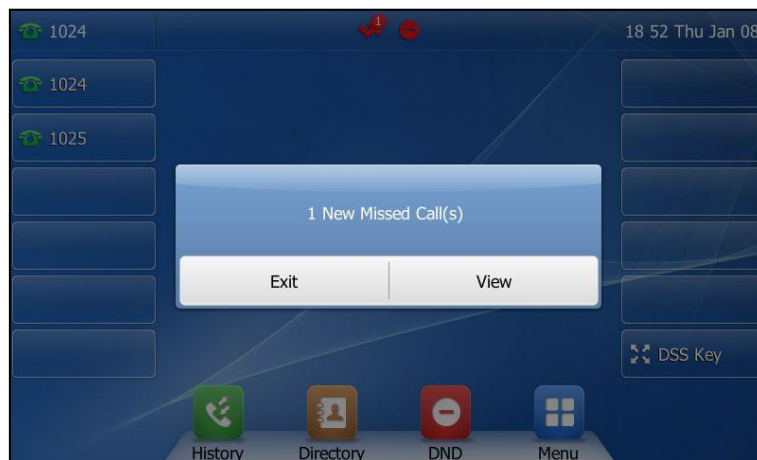 1024
1
18 52 Thu Jan 08
1024
1025
1 New Missed Call(s)
Exit View
DSS Key
History Directory DND Menu